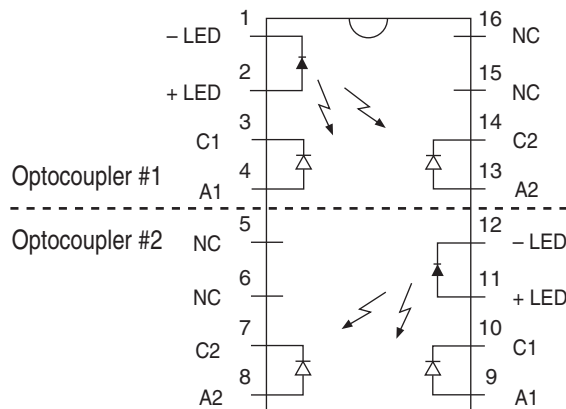 1 16
– LED NC
2 15
+ LED NC
3 14
C1 C2
4 13
Optocoupler #1
A1 A2
5 12
Optocoupler #2
NC – LED
6 11
NC + LED
7 10
C2 C1
8 9
A2 A1